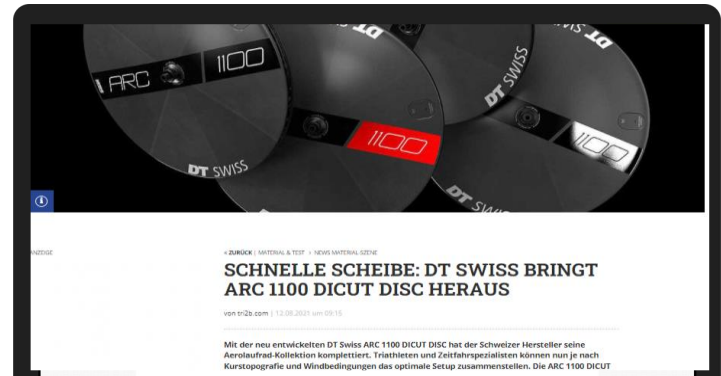 ARC 1100
DT SWISS
1100
DT SWISS
DT SWISS
1100
DT SWISS
ANZEIGE
« ZURÜCK | MATERIAL & TEST > NEWS MATERIAL-SZENE
SCHNELLE SCHEIBE: DT SWISS BRINGT
ARC 1100 DICUT DISC HERAUS
von tri2b.com | 12.08.2021 um 09:15
Mit der neu entwickelten DT Swiss ARC 1100 DICUT DISC hat der Schweizer Hersteller seine
Aerolaufrad-Kollektion komplettiert. Triathleten und Zeitfahrspezialisten können nun je nach
Kurstopografie und Windbedingungen das optimale Setup zusammenstellen. Die ARC 1100 DICUT